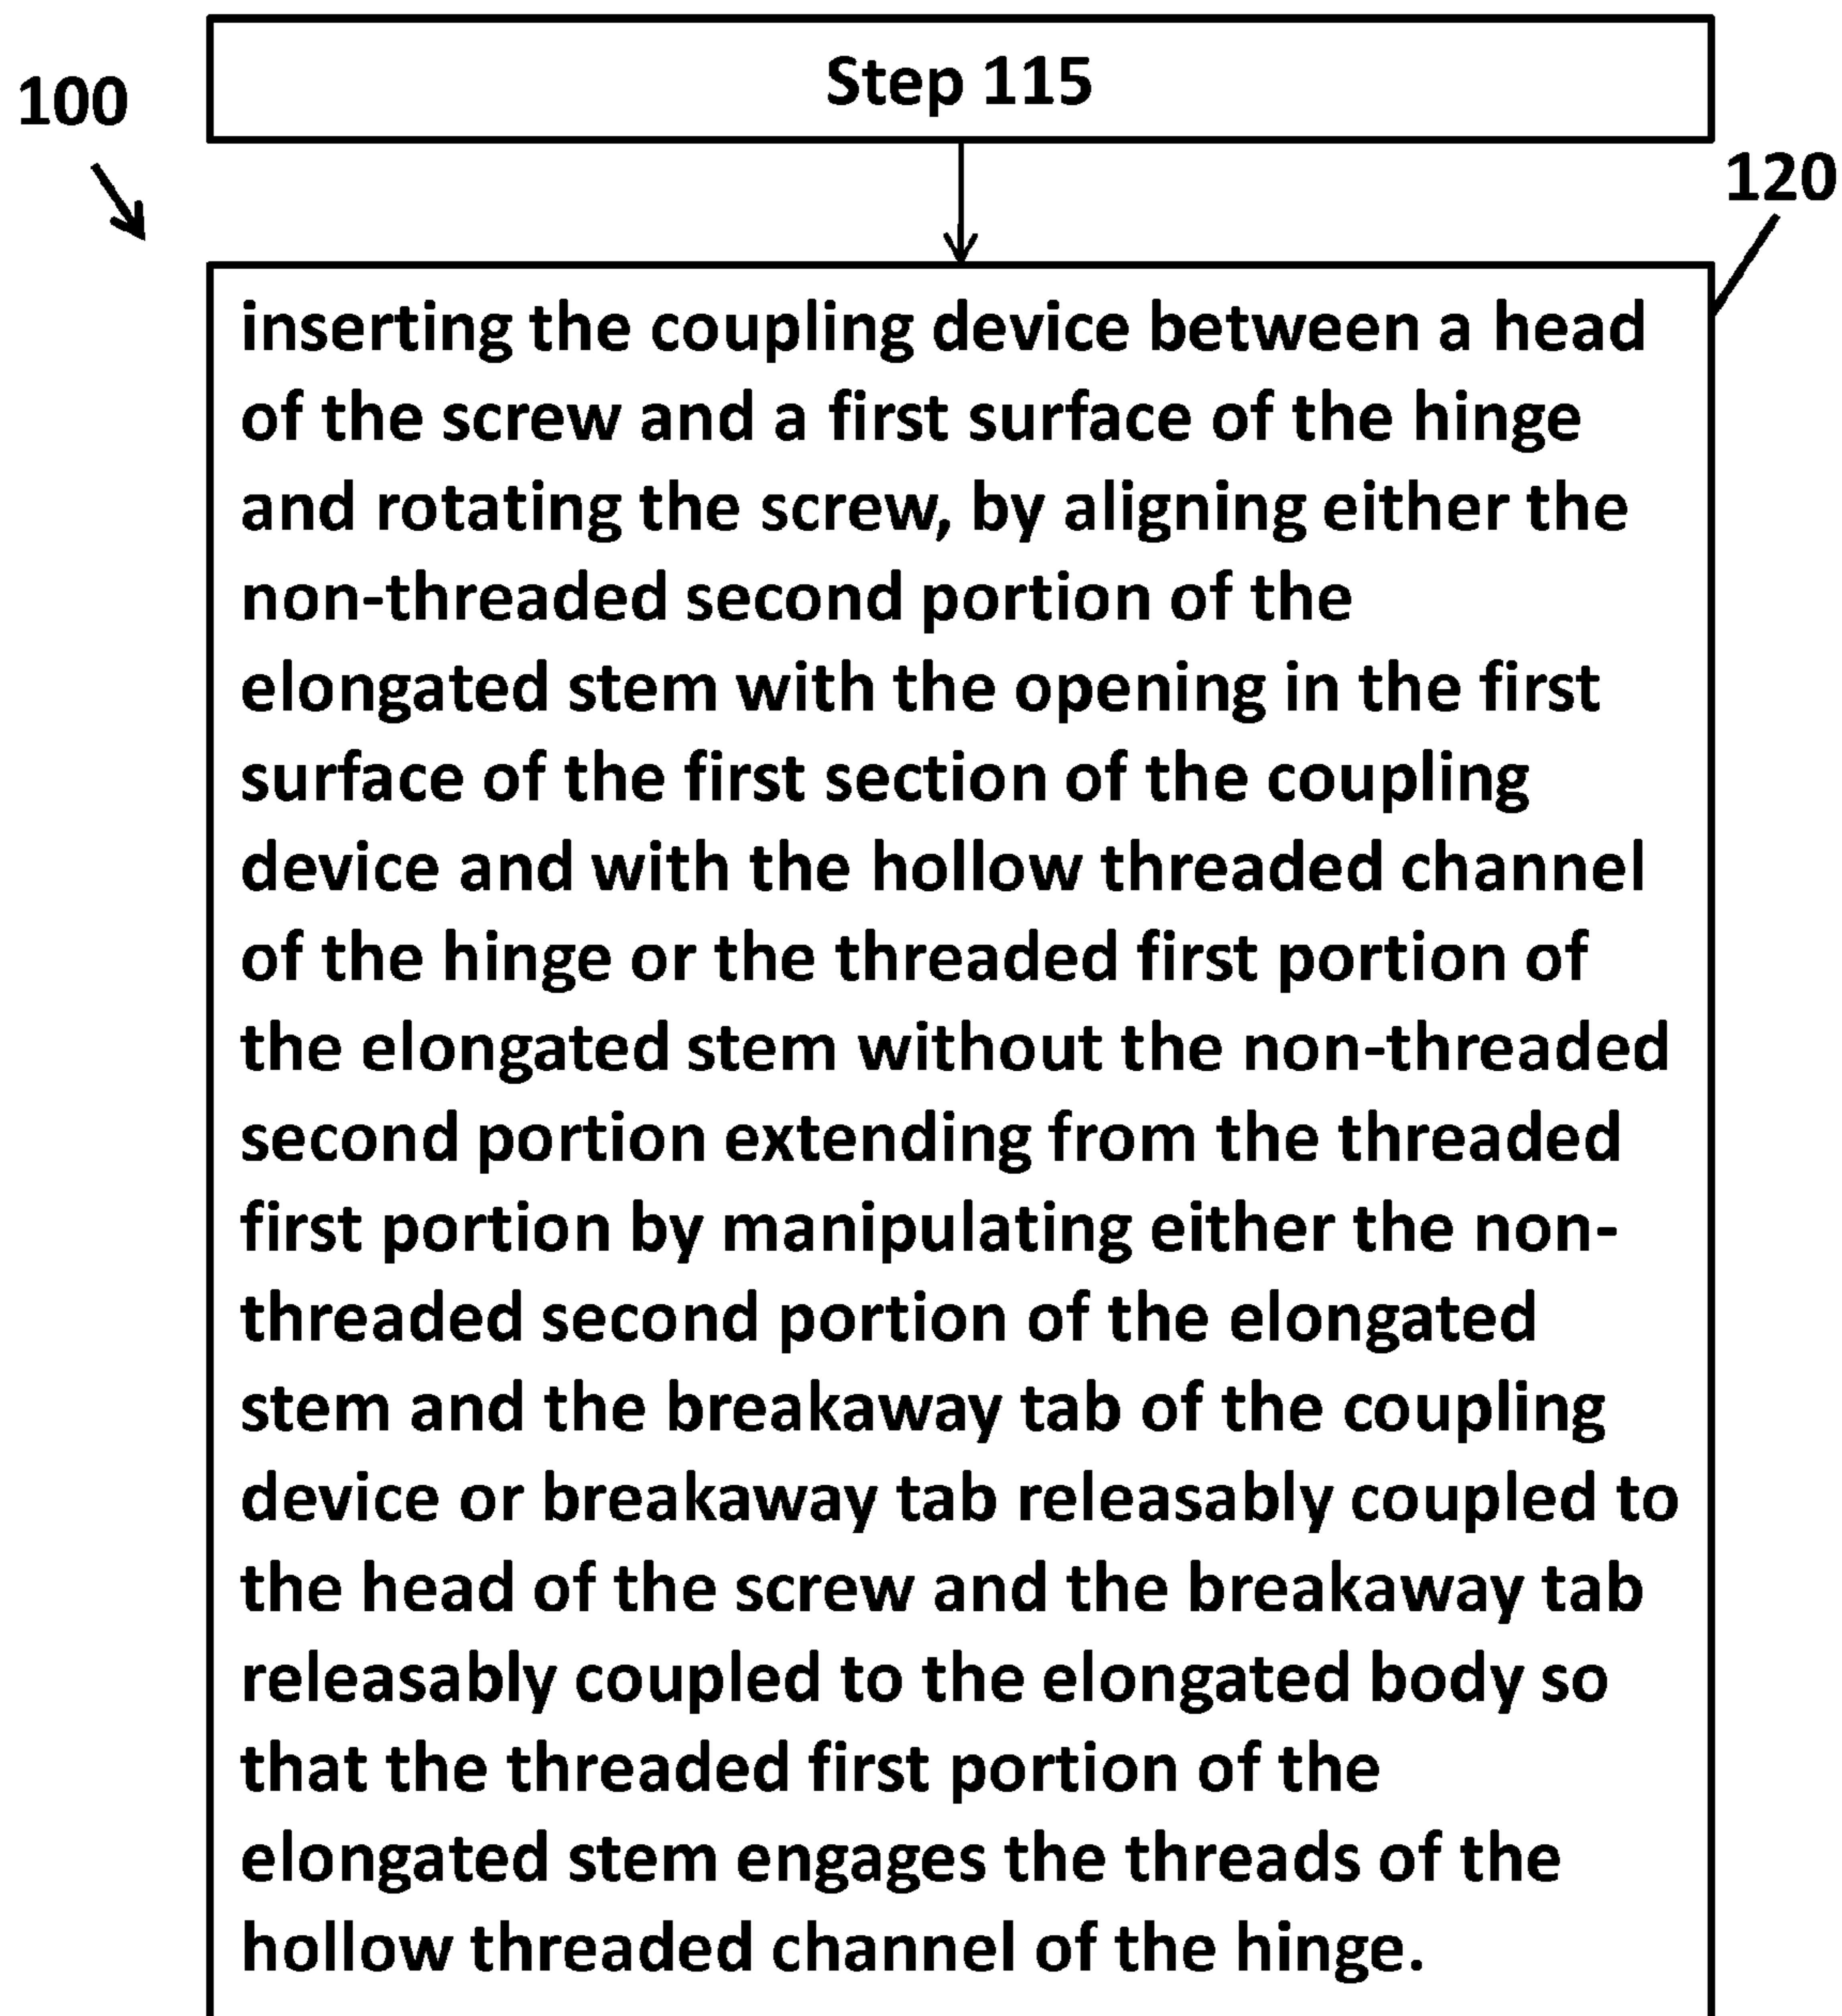 Step 115
100
120
inserting the coupling device between a head
of the screw and a first surface of the hinge
and rotating the screw, by aligning either the
non-threaded second portion of the
elongated stem with the opening in the first
surface of the first section of the coupling
device and with the hollow threaded channel
of the hinge or the threaded first portion of
the elongated stem without the non-threaded
second portion extending from the threaded
first portion by manipulating either the non-
threaded second portion of the elongated
stem and the breakaway tab of the coupling
device or breakaway tab releasably coupled to
the head of the screw and the breakaway tab
releasably coupled to the elongated body so
that the threaded first portion of the
elongated stem engages the threads of the
hollow threaded channel of the hinge.